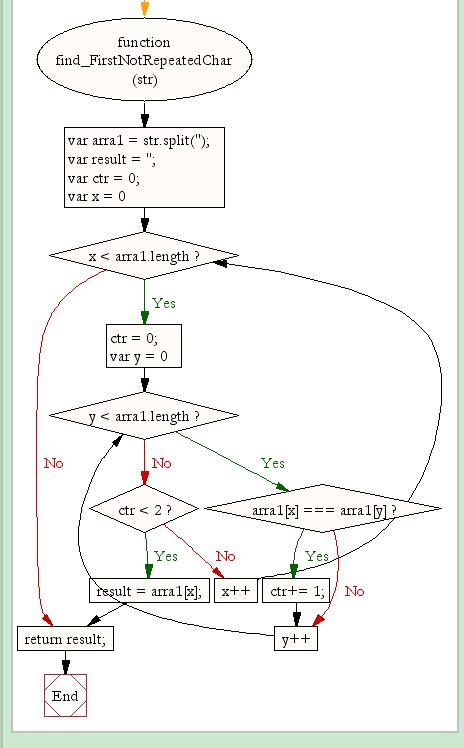 function
find_FirstNotRepeatedChar
(str)
var arra1 = str.split('');
var result = '';
var ctr = 0;
var x = 0
x < arra1.length ?
Yes
ctr = 0;
var y = 0
y < arra1.length ?
No
No
Yes
ctr < 2 ?
arra1[x] === arra1[y] ?
Yes
No
Yes
No
result = arra1[x];
x++
ctr+= 1;
return result;
y++
End